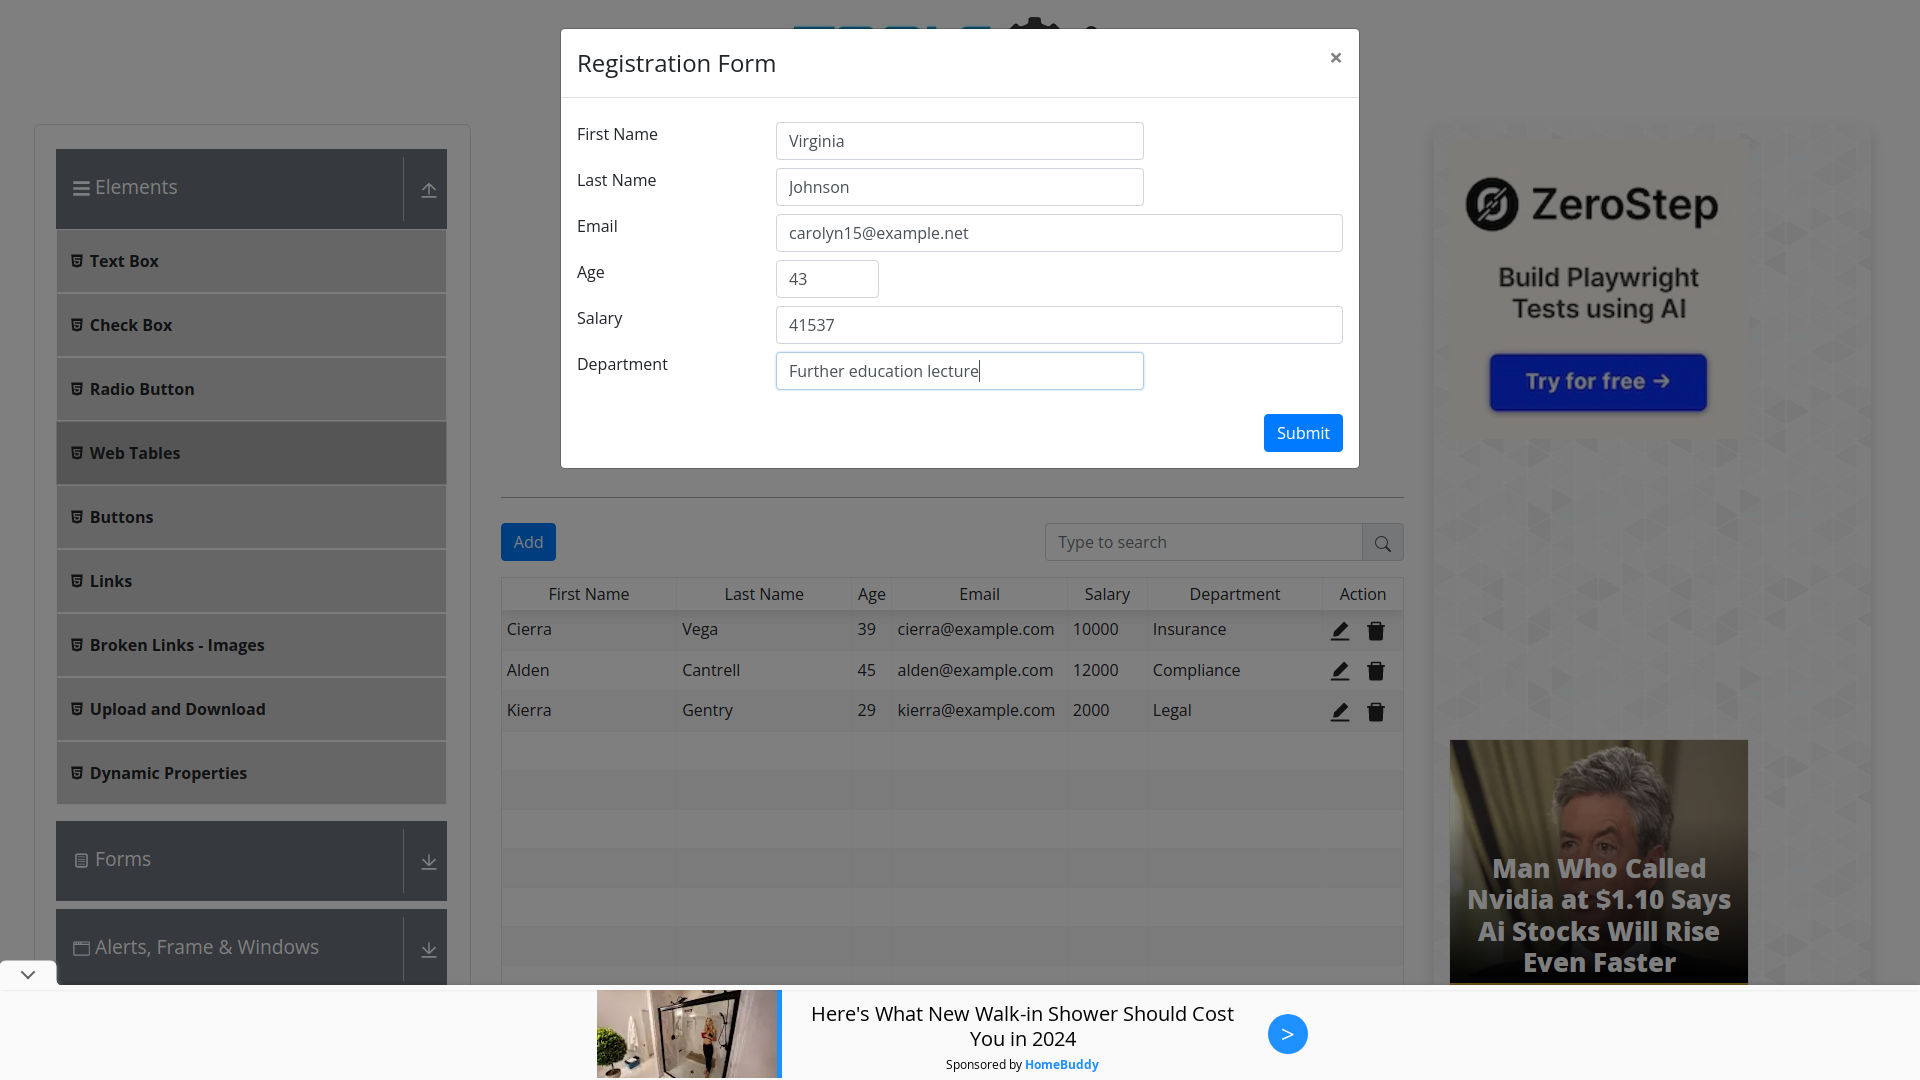 Registration Form
×
First Name
Virginia
Last Name
Johnson
Email
carolyn15@example.net
Age
43
Salary
41537
Department
Further education lecture
Submit
Elements
Text Box
Check Box
Radio Button
Web Tables
Buttons
Links
Broken Links - Images
Upload and Download
Dynamic Properties
Forms
Alerts, Frame & Windows
Add
Type to search
First Name Last Name Age Email Salary Department Action
Cierra Vega 39 cierra@example.com 10000 Insurance
Alden Cantrell 45 alden@example.com 12000 Compliance
Kierra Gentry 29 kierra@example.com 2000 Legal
ZeroStep
Build Playwright
Tests using AI
Try for free →
Man Who Called
Nvidia at $1.10 Says
Ai Stocks Will Rise
Even Faster
Here's What New Walk-in Shower Should Cost
You in 2024
Sponsored by HomeBuddy
>